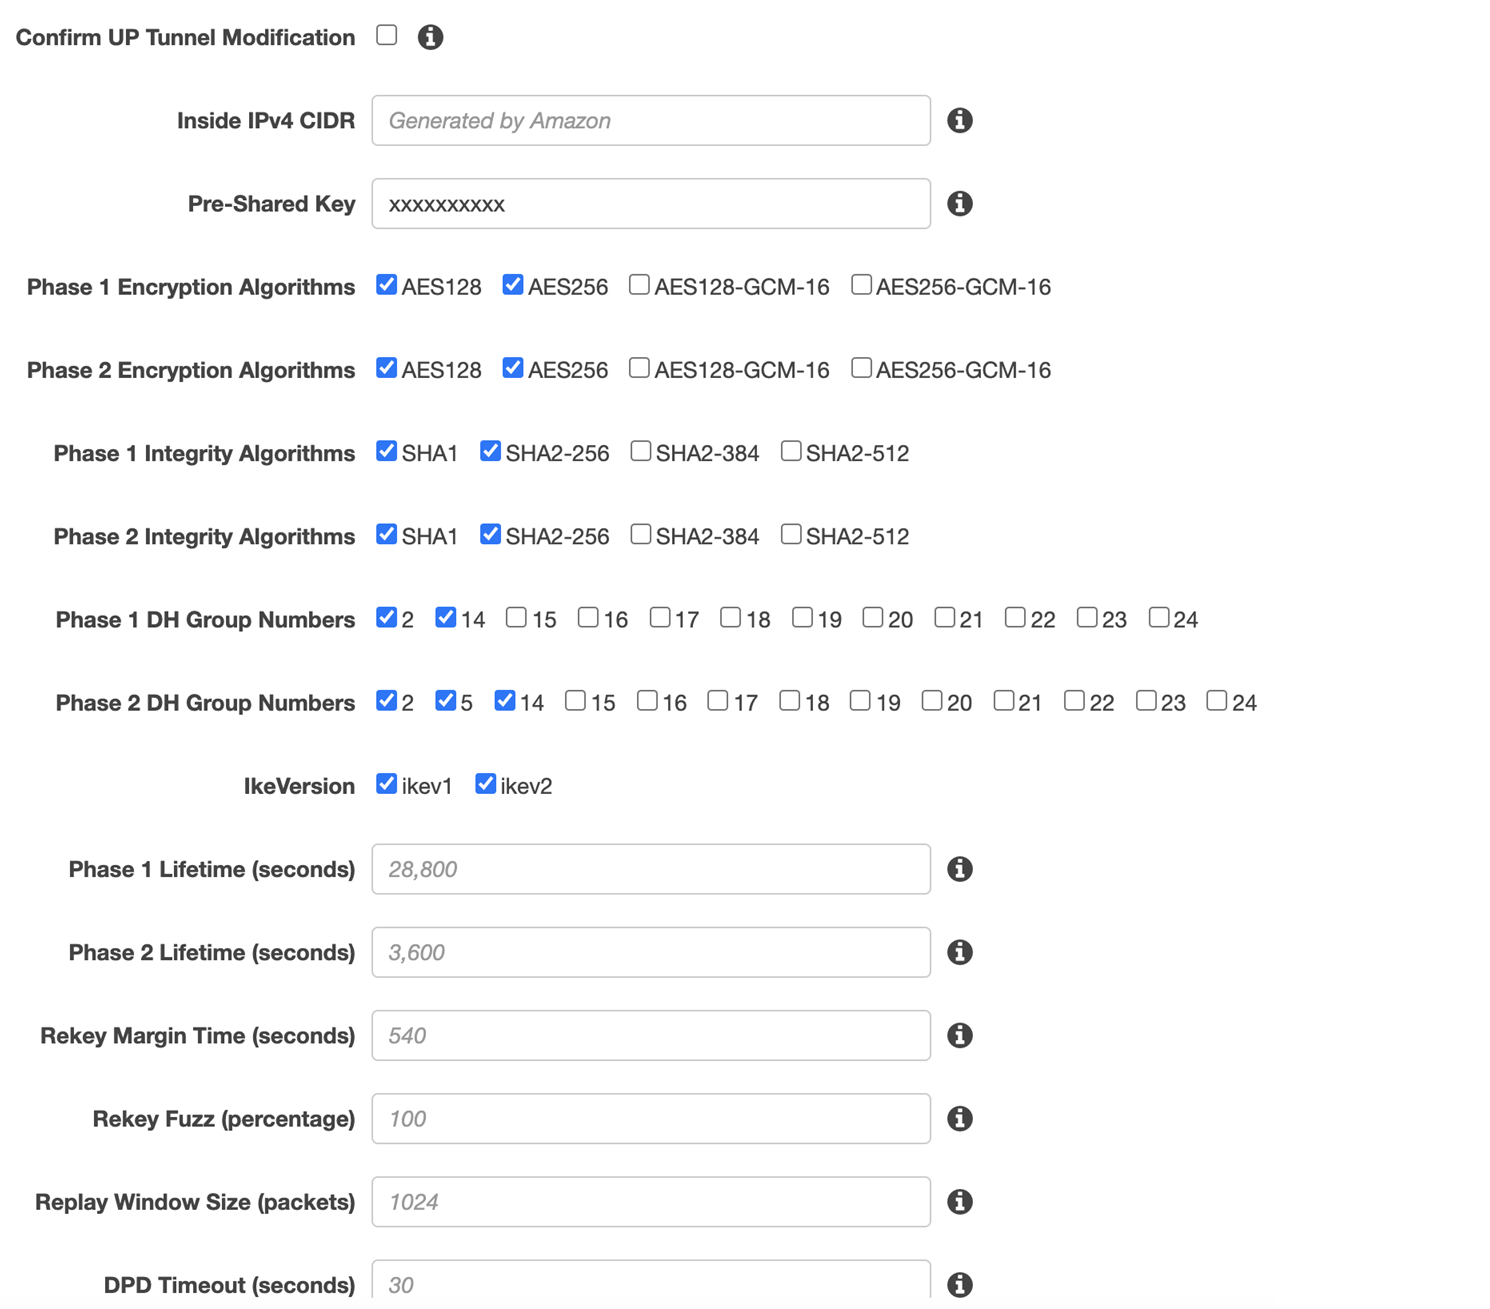 Confirm UP Tunnel Modification
Inside IPv4 CIDR Generated by Amazon
Pre-Shared Key xxxxxxxxxx
Phase 1 Encryption Algorithms AES128 AES256 AES128-GCM-16 AES256-GCM-16
Phase 2 Encryption Algorithms AES128 AES256 AES128-GCM-16 AES256-GCM-16
Phase 1 Integrity Algorithms SHA1 SHA2-256 SHA2-384 SHA2-512
Phase 2 Integrity Algorithms SHA1 SHA2-256 SHA2-384 SHA2-512
Phase 1 DH Group Numbers 2 14 15 16 17 18 19 20 21 22 23 24
Phase 2 DH Group Numbers 2 5 14 15 16 17 18 19 20 21 22 23 24
IkeVersion ikev1 ikev2
Phase 1 Lifetime (seconds) 28,800
Phase 2 Lifetime (seconds) 3,600
Rekey Margin Time (seconds) 540
Rekey Fuzz (percentage) 100
Replay Window Size (packets) 1024
DPD Timeout (seconds) 30